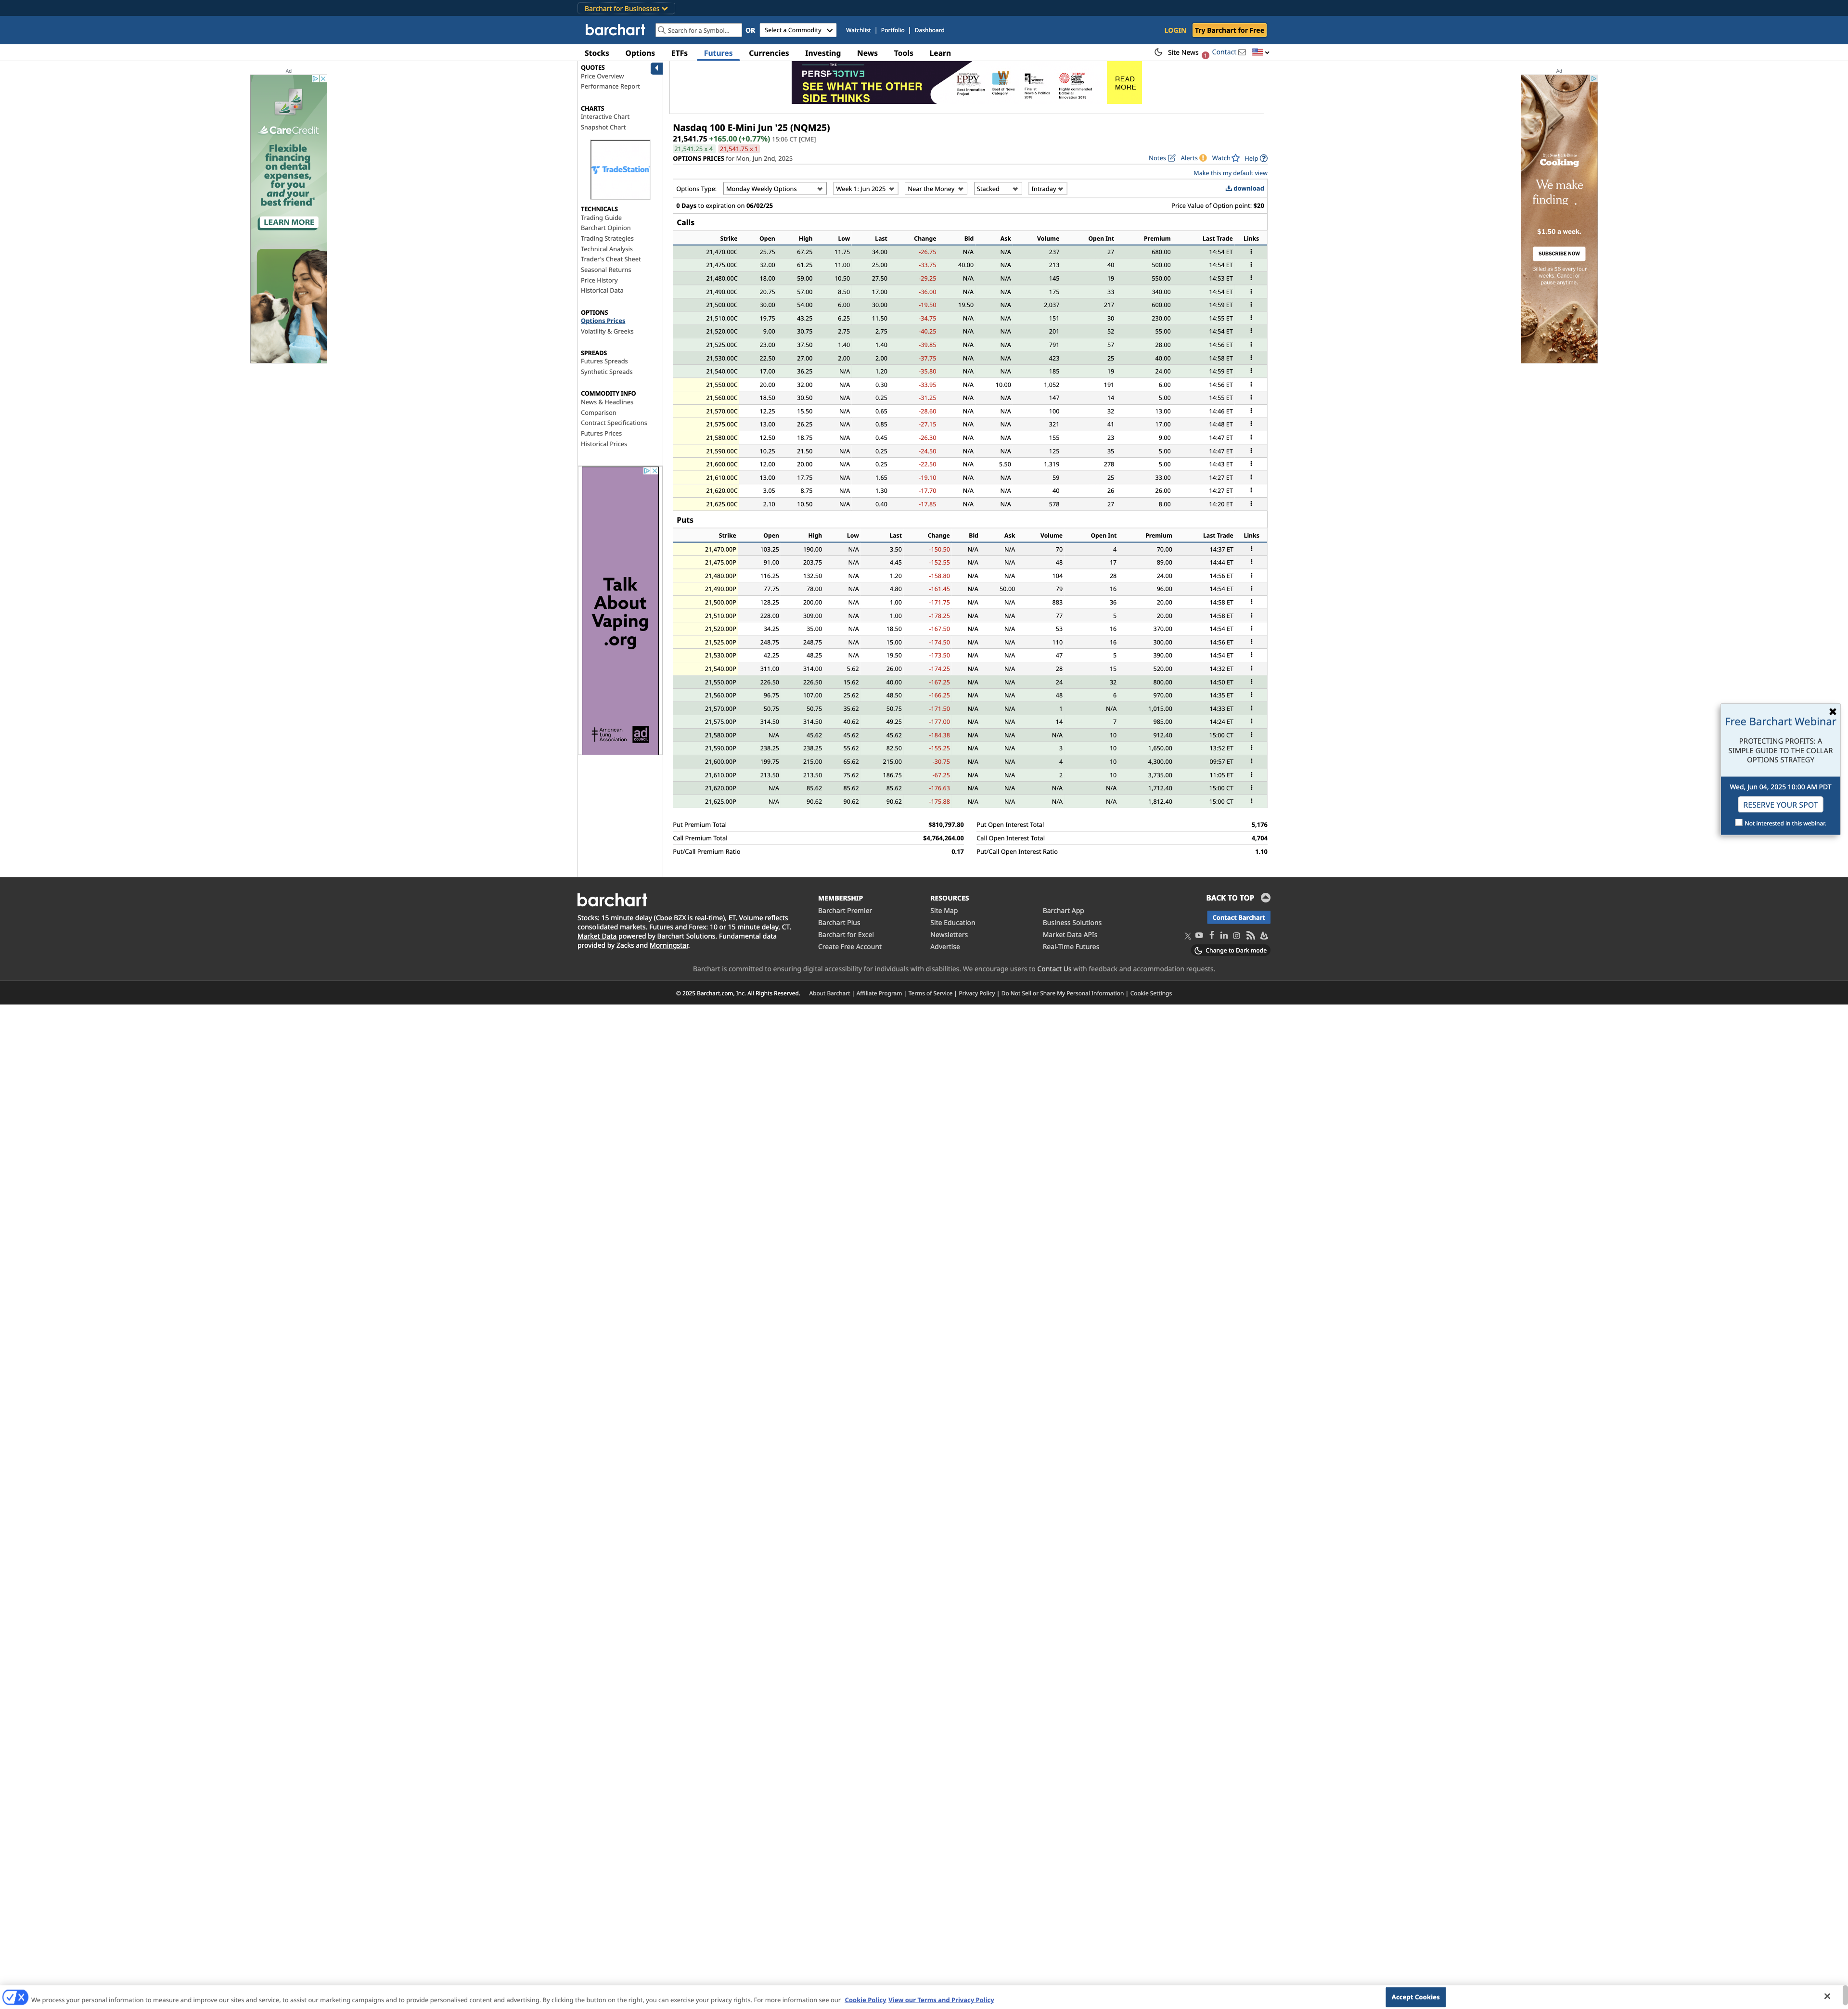 Barchart for Businesses
barchart
Search for a Symbol...
OR
Select a Commodity
Watchlist | Portfolio | Dashboard
LOGIN
Try Barchart for Free
Stocks Options ETFs Futures Currencies Investing News Tools Learn
Site News Contact
Ad
CareCredit
Flexible
financing
on dental
expenses,
for you
and your
best friend*
LEARN MORE
QUOTES
Price Overview
Performance Report
CHARTS
Interactive Chart
Snapshot Chart
TradeStation
TECHNICALS
Trading Guide
Barchart Opinion
Trading Strategies
Technical Analysis
Trader's Cheat Sheet
Seasonal Returns
Price History
Historical Data
OPTIONS
Options Prices
Volatility & Greeks
SPREADS
Futures Spreads
Synthetic Spreads
COMMODITY INFO
News & Headlines
Comparison
Contract Specifications
Futures Prices
Historical Prices
Talk
About
Vaping
.org
American
Lung
Association
ad
COUNCIL
THE
PERSPECTIVE
SEE WHAT THE OTHER
SIDE THINKS
EPPY
Best Innovation
Project
Best of News
Category
Finalist
News & Politics
2018
Highly commended
Editorial
Innovation 2018
READ
MORE
Nasdaq 100 E-Mini Jun '25 (NQM25)
21,541.75 +165.00 (+0.77%) 15:06 CT [CME]
21,541.25 x 4 21,541.75 x 1
OPTIONS PRICES for Mon, Jun 2nd, 2025
Notes Alerts Watch Help
Make this my default view
Options Type: Monday Weekly Options Week 1: Jun 2025 Near the Money Stacked Intraday download
0 Days to expiration on 06/02/25 Price Value of Option point: $20
Calls
Strike Open High Low Last Change Bid Ask Volume Open Int Premium Last Trade Links
21,470.00C 25.75 67.25 11.75 34.00 -26.75 N/A N/A 237 27 680.00 14:54 ET
21,475.00C 32.00 61.25 11.00 25.00 -33.75 40.00 N/A 213 40 500.00 14:54 ET
21,480.00C 18.00 59.00 10.50 27.50 -29.25 N/A N/A 145 19 550.00 14:53 ET
21,490.00C 20.75 57.00 8.50 17.00 -36.00 N/A N/A 175 33 340.00 14:54 ET
21,500.00C 30.00 54.00 6.00 30.00 -19.50 19.50 N/A 2,037 217 600.00 14:59 ET
21,510.00C 19.75 43.25 6.25 11.50 -34.75 N/A N/A 151 30 230.00 14:55 ET
21,520.00C 9.00 30.75 2.75 2.75 -40.25 N/A N/A 201 52 55.00 14:54 ET
21,525.00C 23.00 37.50 1.40 1.40 -39.85 N/A N/A 791 57 28.00 14:56 ET
21,530.00C 22.50 27.00 2.00 2.00 -37.75 N/A N/A 423 25 40.00 14:58 ET
21,540.00C 17.00 36.25 N/A 1.20 -35.80 N/A N/A 185 19 24.00 14:59 ET
21,550.00C 20.00 32.00 N/A 0.30 -33.95 N/A 10.00 1,052 191 6.00 14:56 ET
21,560.00C 18.50 30.50 N/A 0.25 -31.25 N/A N/A 147 14 5.00 14:55 ET
21,570.00C 12.25 15.50 N/A 0.65 -28.60 N/A N/A 100 32 13.00 14:46 ET
21,575.00C 13.00 26.25 N/A 0.85 -27.15 N/A N/A 321 41 17.00 14:48 ET
21,580.00C 12.50 18.75 N/A 0.45 -26.30 N/A N/A 155 23 9.00 14:47 ET
21,590.00C 10.25 21.50 N/A 0.25 -24.50 N/A N/A 125 35 5.00 14:47 ET
21,600.00C 12.00 20.00 N/A 0.25 -22.50 N/A 5.50 1,319 278 5.00 14:43 ET
21,610.00C 13.00 17.75 N/A 1.65 -19.10 N/A N/A 59 25 33.00 14:27 ET
21,620.00C 3.05 8.75 N/A 1.30 -17.70 N/A N/A 40 26 26.00 14:27 ET
21,625.00C 2.10 10.50 N/A 0.40 -17.85 N/A N/A 578 27 8.00 14:20 ET
Puts
Strike Open High Low Last Change Bid Ask Volume Open Int Premium Last Trade Links
21,470.00P 103.25 190.00 N/A 3.50 -150.50 N/A N/A 70 4 70.00 14:37 ET
21,475.00P 91.00 203.75 N/A 4.45 -152.55 N/A N/A 48 17 89.00 14:44 ET
21,480.00P 116.25 132.50 N/A 1.20 -158.80 N/A N/A 104 28 24.00 14:56 ET
21,490.00P 77.75 78.00 N/A 4.80 -161.45 N/A 50.00 79 16 96.00 14:54 ET
21,500.00P 128.25 200.00 N/A 1.00 -171.75 N/A N/A 883 36 20.00 14:58 ET
21,510.00P 228.00 309.00 N/A 1.00 -178.25 N/A N/A 77 5 20.00 14:58 ET
21,520.00P 34.25 35.00 N/A 18.50 -167.50 N/A N/A 53 16 370.00 14:54 ET
21,525.00P 248.75 248.75 N/A 15.00 -174.50 N/A N/A 110 16 300.00 14:56 ET
21,530.00P 42.25 48.25 N/A 19.50 -173.50 N/A N/A 47 5 390.00 14:54 ET
21,540.00P 311.00 314.00 5.62 26.00 -174.25 N/A N/A 28 15 520.00 14:32 ET
21,550.00P 226.50 226.50 15.62 40.00 -167.25 N/A N/A 24 32 800.00 14:50 ET
21,560.00P 96.75 107.00 25.62 48.50 -166.25 N/A N/A 48 6 970.00 14:35 ET
21,570.00P 50.75 50.75 35.62 50.75 -171.50 N/A N/A 1 N/A 1,015.00 14:33 ET
21,575.00P 314.50 314.50 40.62 49.25 -177.00 N/A N/A 14 7 985.00 14:24 ET
21,580.00P N/A 45.62 45.62 45.62 -184.38 N/A N/A N/A 10 912.40 15:00 CT
21,590.00P 238.25 238.25 55.62 82.50 -155.25 N/A N/A 3 10 1,650.00 13:52 ET
21,600.00P 199.75 215.00 65.62 215.00 -30.75 N/A N/A 4 10 4,300.00 09:57 ET
21,610.00P 213.50 213.50 75.62 186.75 -67.25 N/A N/A 2 10 3,735.00 11:05 ET
21,620.00P N/A 85.62 85.62 85.62 -176.63 N/A N/A N/A N/A 1,712.40 15:00 CT
21,625.00P N/A 90.62 90.62 90.62 -175.88 N/A N/A N/A N/A 1,812.40 15:00 CT
Put Premium Total $810,797.80 Put Open Interest Total 5,176
Call Premium Total $4,764,264.00 Call Open Interest Total 4,704
Put/Call Premium Ratio 0.17 Put/Call Open Interest Ratio 1.10
Ad
The New York Times
Cooking
We make
finding
$1.50 a week.
SUBSCRIBE NOW
Billed as $6 every four
weeks. Cancel or
pause anytime.
Free Barchart Webinar
PROTECTING PROFITS: A
SIMPLE GUIDE TO THE COLLAR
OPTIONS STRATEGY
Wed, Jun 04, 2025 10:00 AM PDT
RESERVE YOUR SPOT
Not interested in this webinar.
barchart
Stocks: 15 minute delay (Cboe BZX is real-time), ET. Volume reflects
consolidated markets. Futures and Forex: 10 or 15 minute delay, CT.
Market Data powered by Barchart Solutions. Fundamental data
provided by Zacks and Morningstar.
MEMBERSHIP
Barchart Premier
Barchart Plus
Barchart for Excel
Create Free Account
RESOURCES
Site Map
Site Education
Newsletters
Advertise
Barchart App
Business Solutions
Market Data APIs
Real-Time Futures
BACK TO TOP
Contact Barchart
Change to Dark mode
Barchart is committed to ensuring digital accessibility for individuals with disabilities. We encourage users to Contact Us with feedback and accommodation requests.
© 2025 Barchart.com, Inc. All Rights Reserved. About Barchart | Affiliate Program | Terms of Service | Privacy Policy | Do Not Sell or Share My Personal Information | Cookie Settings
We process your personal information to measure and improve our sites and service, to assist our marketing campaigns and to provide personalised content and advertising. By clicking the button on the right, you can exercise your privacy rights. For more information see our Cookie Policy View our Terms and Privacy Policy
Accept Cookies